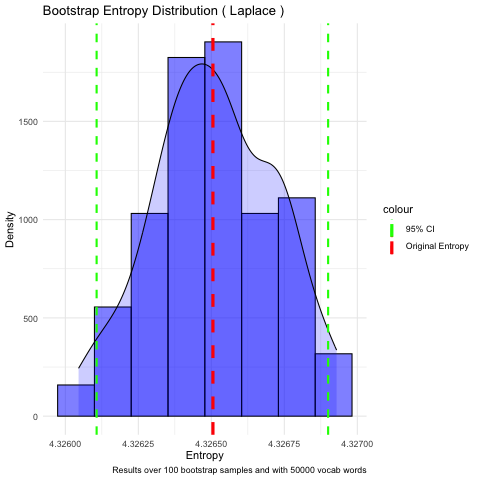 Bootstrap Entropy Distribution ( Laplace )
Density
1500
1000
500
0
4.32600 4.32625 4.32650 4.32675 4.32700
Entropy
colour
95% CI
Original Entropy
Results over 100 bootstrap samples and with 50000 vocab words